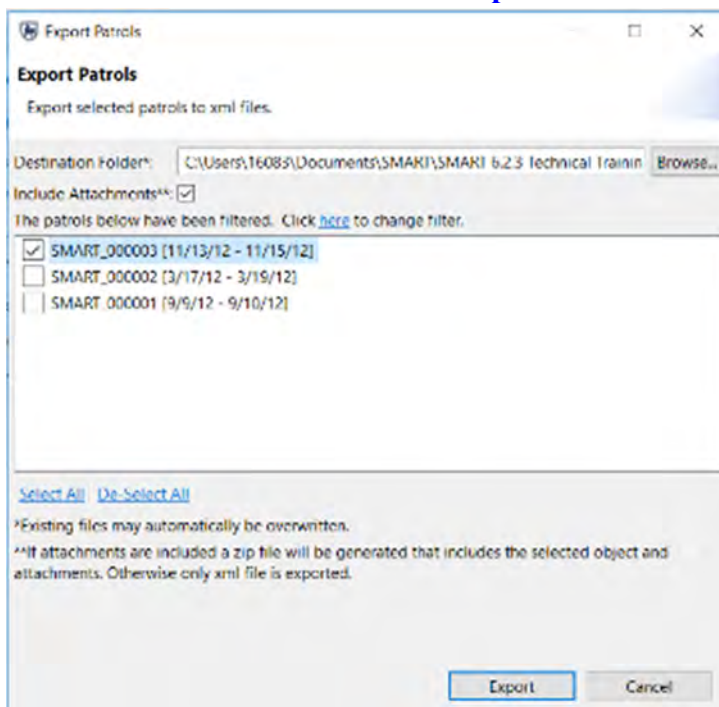 Export Patrols
Export Patrols
Export selected patrols to xml files.
Destination Folder*: C:\Users\16083\Documents\SMART\SMART 6.2.3 Technical Trainin Browse...
Include Attachments**:
The patrols below have been filtered. Click here to change filter.
SMART_000003 [11/13/12 - 11/15/12]
SMART_000002 [3/17/12 - 3/19/12]
SMART_000001 [9/9/12 - 9/10/12]
Select All De-Select All
*Existing files may automatically be overwritten.
**If attachments are included a zip file will be generated that includes the selected object and
attachments. Otherwise only xml file is exported.
Export Cancel